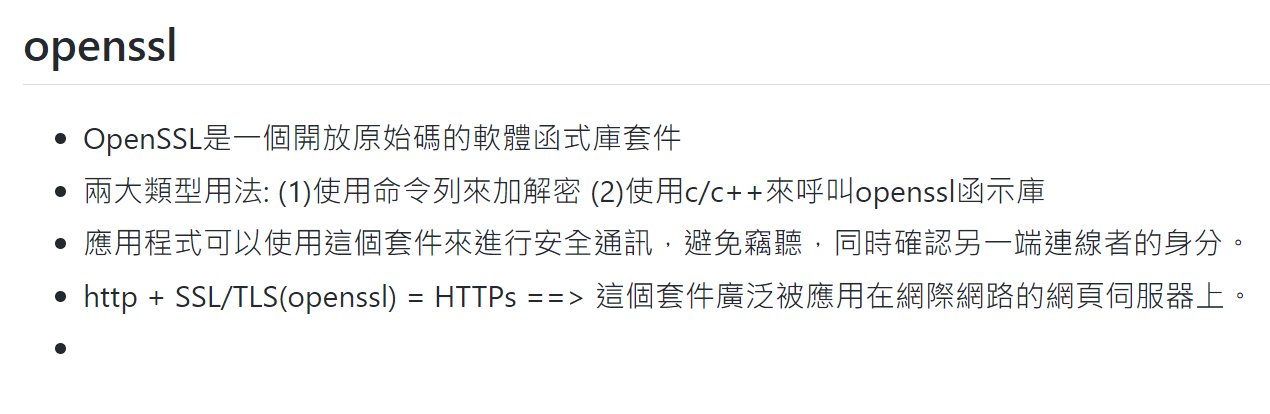 openssl
OpenSSL是一個開放原始碼的軟體函式庫套件
兩大類型用法: (1)使用命令列來加解密 (2)使用c/c++來呼叫openssl函示庫
應用程式可以使用這個套件來進行安全通訊，避免竊聽，同時確認另一端連線者的身分。
http + SSL/TLS(openssl) = HTTPs ==> 這個套件廣泛被應用在網際網路的網頁伺服器上。